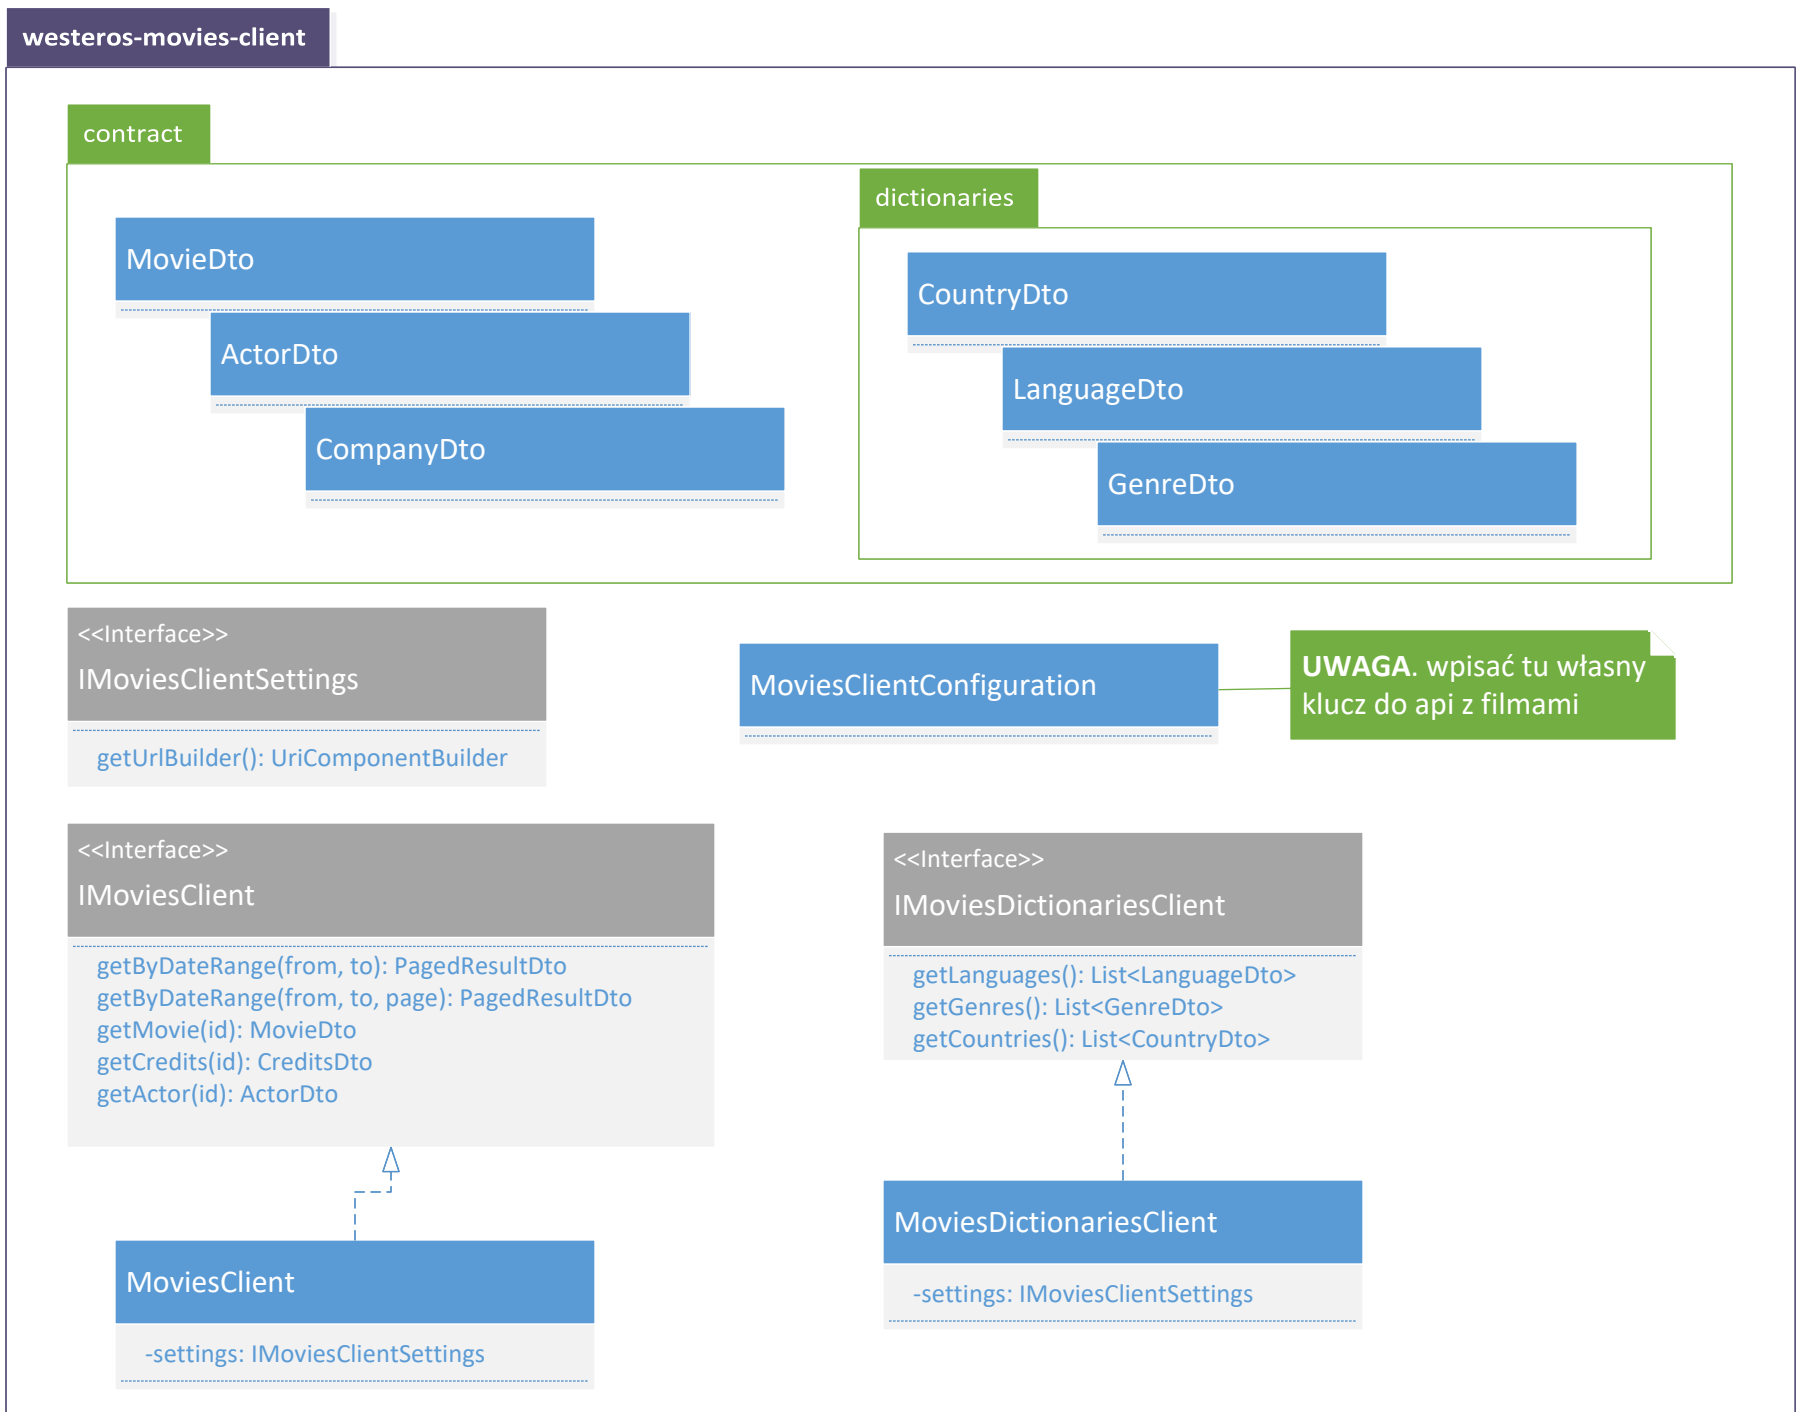 westeros-movies-client
contract
dictionaries
MovieDto
ActorDto
CompanyDto
CountryDto
LanguageDto
GenreDto
<<Interface>>
IMoviesClientSettings
getUrlBuilder(): UriComponentBuilder
MoviesClientConfiguration
UWAGA. wpisać tu własny
klucz do api z filmami
<<Interface>>
IMoviesClient
getByDateRange(from, to): PagedResultDto
getByDateRange(from, to, page): PagedResultDto
getMovie(id): MovieDto
getCredits(id): CreditsDto
getActor(id): ActorDto
<<Interface>>
IMoviesDictionariesClient
getLanguages(): List<LanguageDto>
getGenres(): List<GenreDto>
getCountries(): List<CountryDto>
MoviesClient
-settings: IMoviesClientSettings
MoviesDictionariesClient
-settings: IMoviesClientSettings